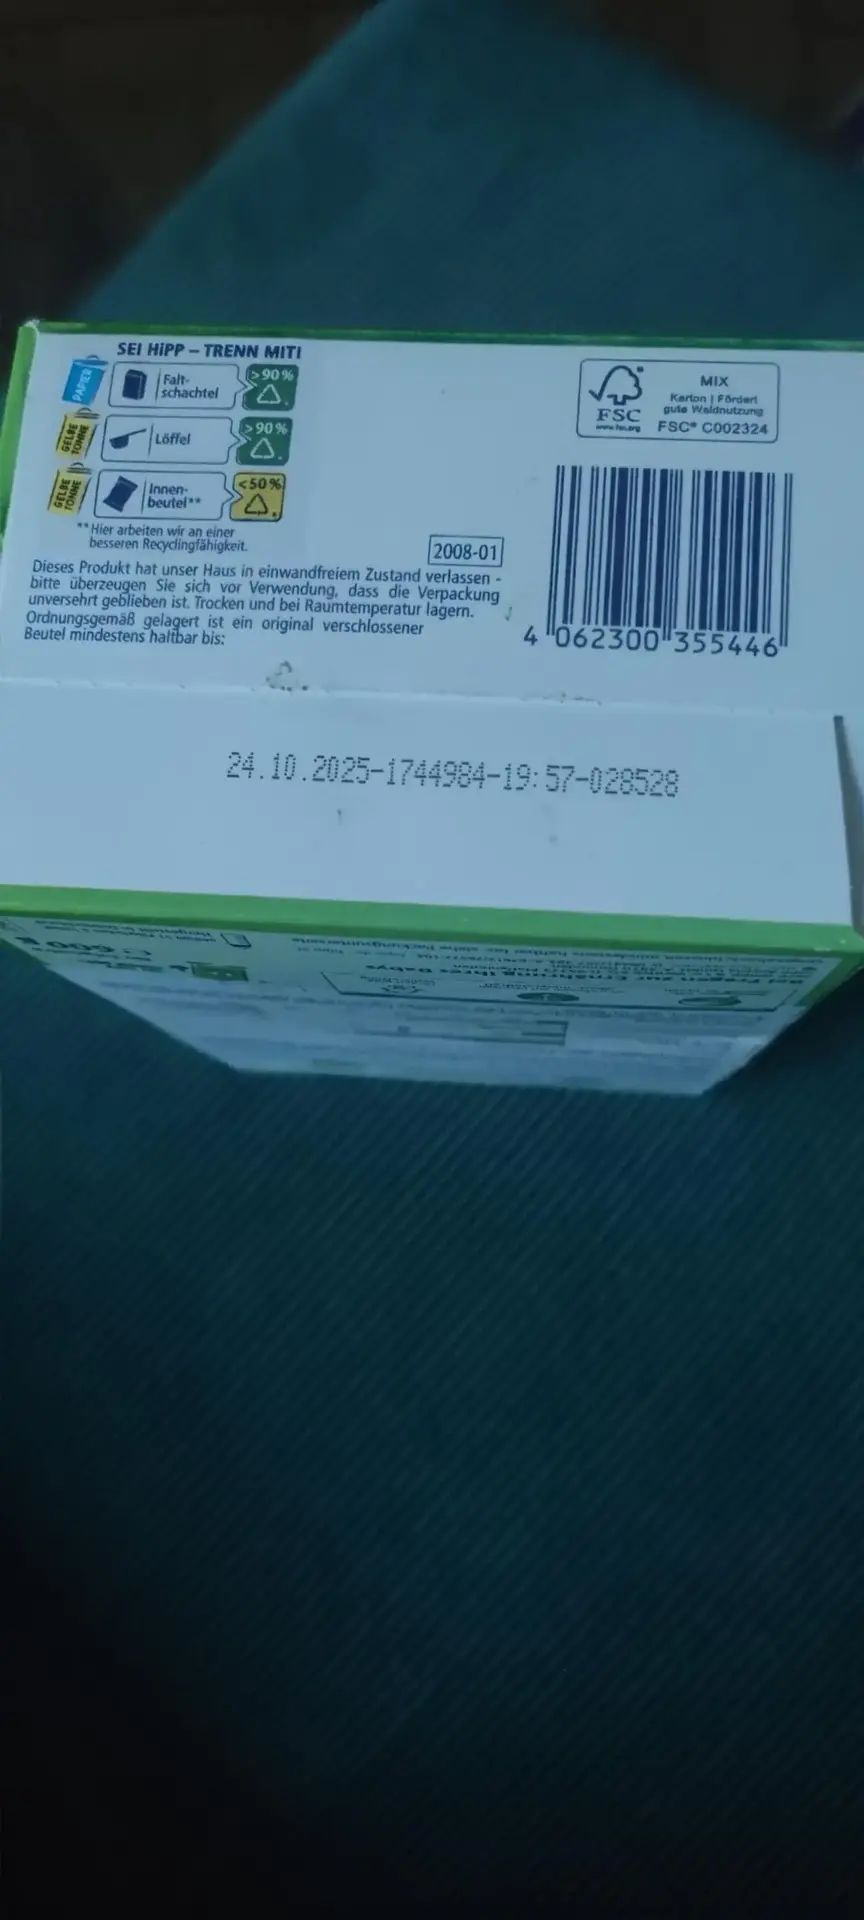 SEI HiPP – TRENN MIT!
PAPIER
Falt-
schachtel
>90%
GELBE TONNE
Löffel
>90%
GELBE TONNE
Innen-
beutel**
<50%
**Hier arbeiten wir an einer
besseren Recyclingfähigkeit.
2008-01
Dieses Produkt hat unser Haus in einwandfreiem Zustand verlassen -
bitte überzeugen Sie sich vor Verwendung, dass die Verpackung
unversehrt geblieben ist. Trocken und bei Raumtemperatur lagern.
Ordnungsgemäß gelagert ist ein original verschlossener
Beutel mindestens haltbar bis:
FSC
www.fsc.org
MIX
Karton | Fördert
gute Waldnutzung
FSC® C002324
4 062300 355446
24.10.2025-1744984-19:57-028528
600 g